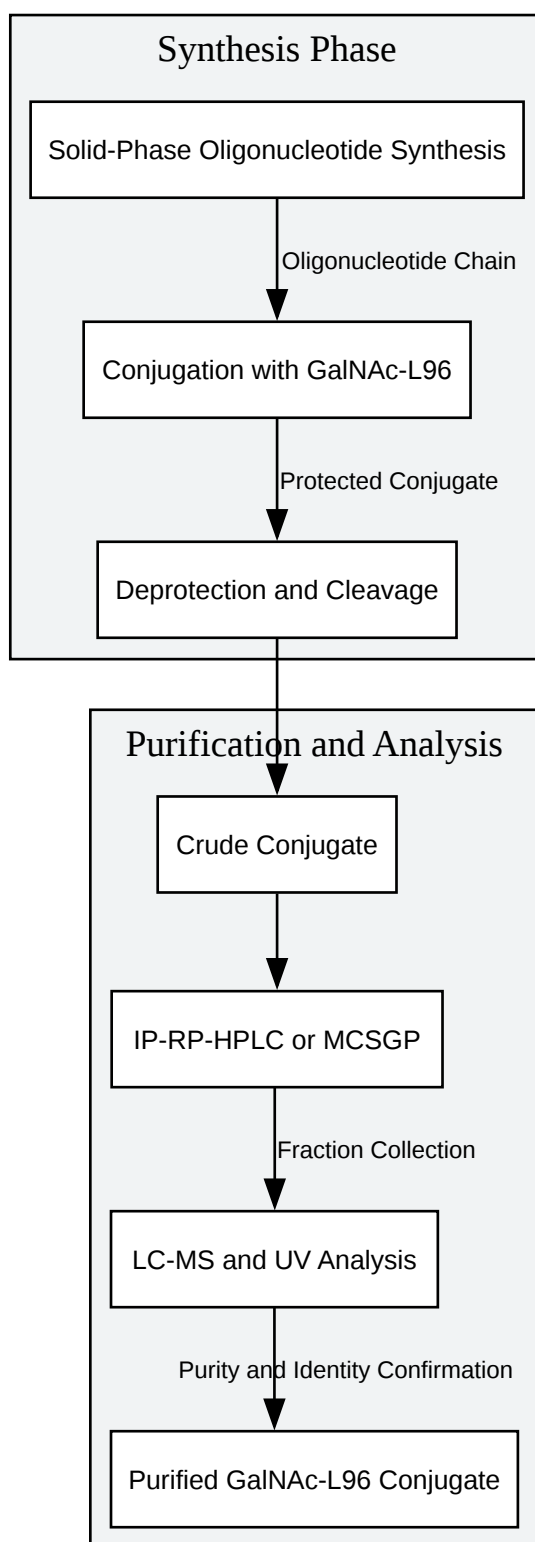 Synthesis Phase
Solid-Phase Oligonucleotide Synthesis
Oligonucleotide Chain
Conjugation with GalNAc-L96
Protected Conjugate
Deprotection and Cleavage
Purification and Analysis
Crude Conjugate
IP-RP-HPLC or MCSGP
Fraction Collection
LC-MS and UV Analysis
Purity and Identity Confirmation
Purified GalNAc-L96 Conjugate